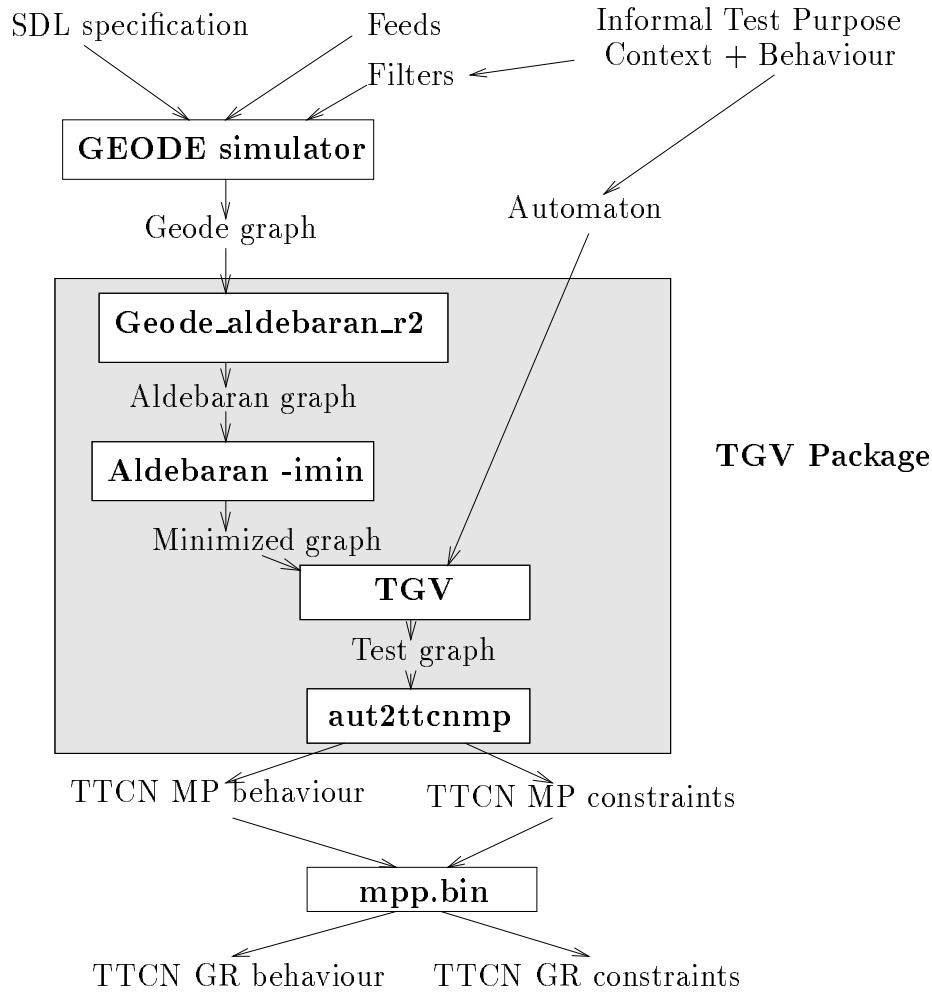 SDL specification
Feeds
Informal Test Purpose
Context + Behaviour
Filters
GEODE simulator
Automaton
Geode graph
Geode_aldebaran_r2
Aldebaran graph
Aldebaran -imin
TGV Package
Minimized graph
TGV
Test graph
aut2ttcnmp
TTCN MP behaviour
TTCN MP constraints
mpp.bin
TTCN GR behaviour
TTCN GR constraints